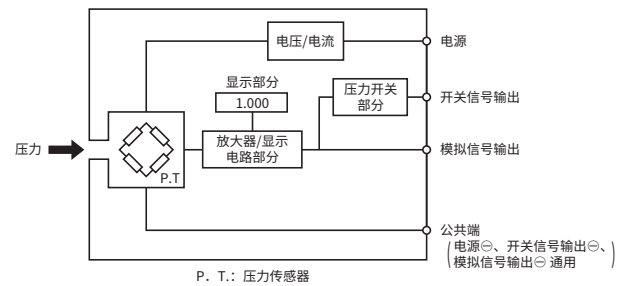 电压/电流
电源
显示部分
1.000
压力开关
部分
开关信号输出
压力
放大器/显示
电路部分
模拟信号输出
P.T
公共端
(电源㊀、开关信号输出㊀、
模拟信号输出㊀ 通用)
P．T.：压力传感器